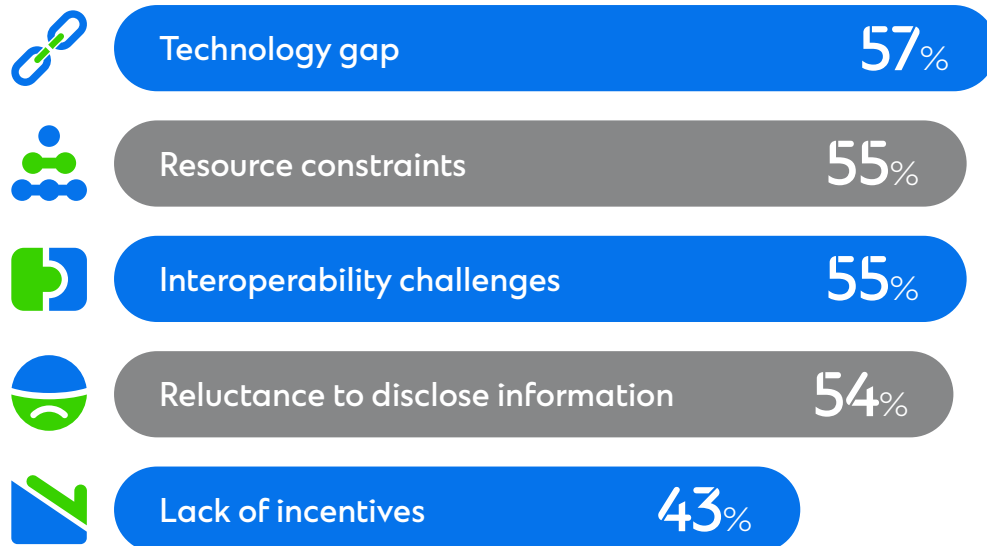 Technology gap 57%
Resource constraints 55%
Interoperability challenges 55%
Reluctance to disclose information 54%
Lack of incentives 43%